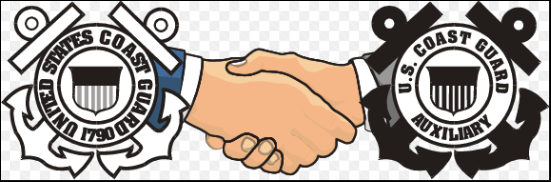 UNITED STATES COAST GUARD
1790
U.S. COAST GUARD
AUXILIARY